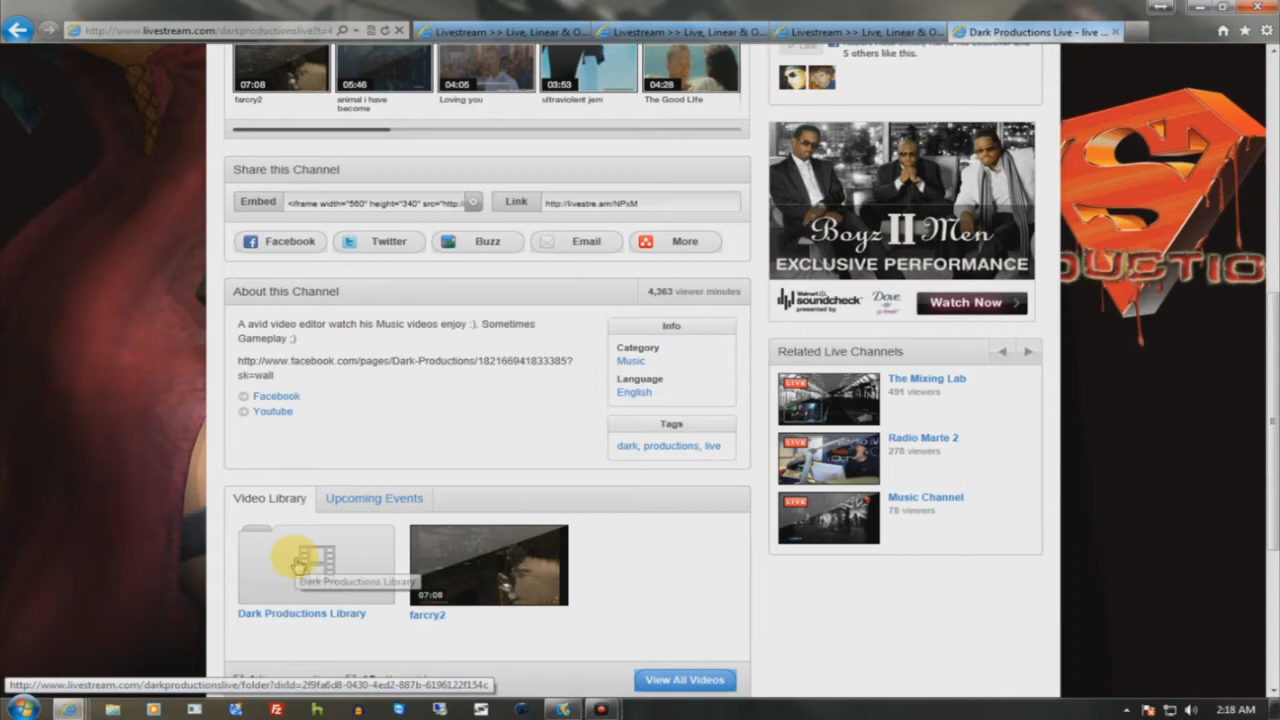 http://www.livestream.com/darkproductionslive?t=4
Livestream >> Live, Linear & O...
Livestream >> Live, Linear & O...
Livestream >> Live, Linear & O...
Dark Productions Live - live ...
07:08
05:46
04:05
03:53
04:28
farcry2
animal i have
become
Loving you
ultraviolent jem
The Good LIfe
5 others like this.
Share this Channel
Embed
<iframe width="560" height="340" src="http:
Link
http://livestre.am/NPxM
Facebook
Twitter
Buzz
Email
More
About this Channel
4,363 viewer minutes
A avid video editor watch his Music videos enjoy :). Sometimes
Gameplay ;)
http://www.facebook.com/pages/Dark-Productions/182166941833385?
sk=wall
Facebook
Youtube
Info
Category
Music
Language
English
Tags
dark, productions, live
Video Library
Upcoming Events
Dark Productions Library
Dark Productions Library
07:08
farcry2
View All Videos
Boyz II Men
EXCLUSIVE PERFORMANCE
Walmart
soundcheck
presented by
Dove
Watch Now
Related Live Channels
LIVE
The Mixing Lab
491 viewers
LIVE
Radio Marte 2
278 viewers
LIVE
Music Channel
78 viewers
S
DUCTIO
http://www.livestream.com/darkproductionslive/folder?dirId=2f9fa6d8-0430-4ed2-887b-6196122f154c
2:18 AM